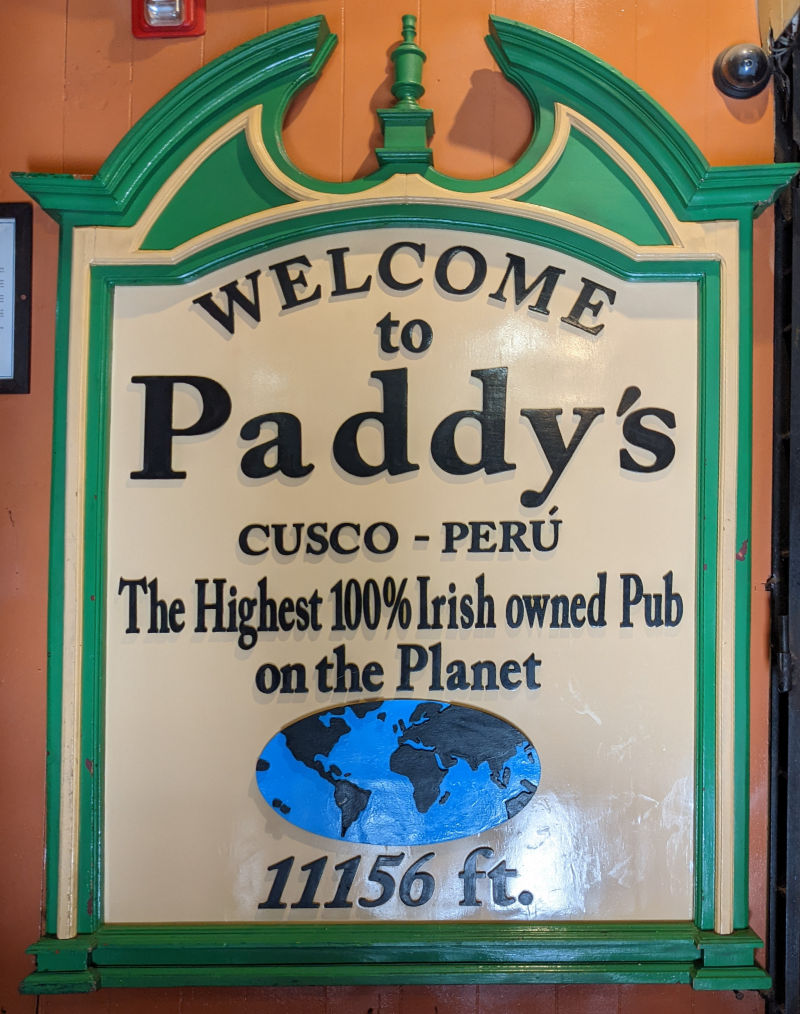 WELCOME
to
Paddy's
CUSCO - PERÚ
The Highest 100% Irish owned Pub
on the Planet
11156 ft.